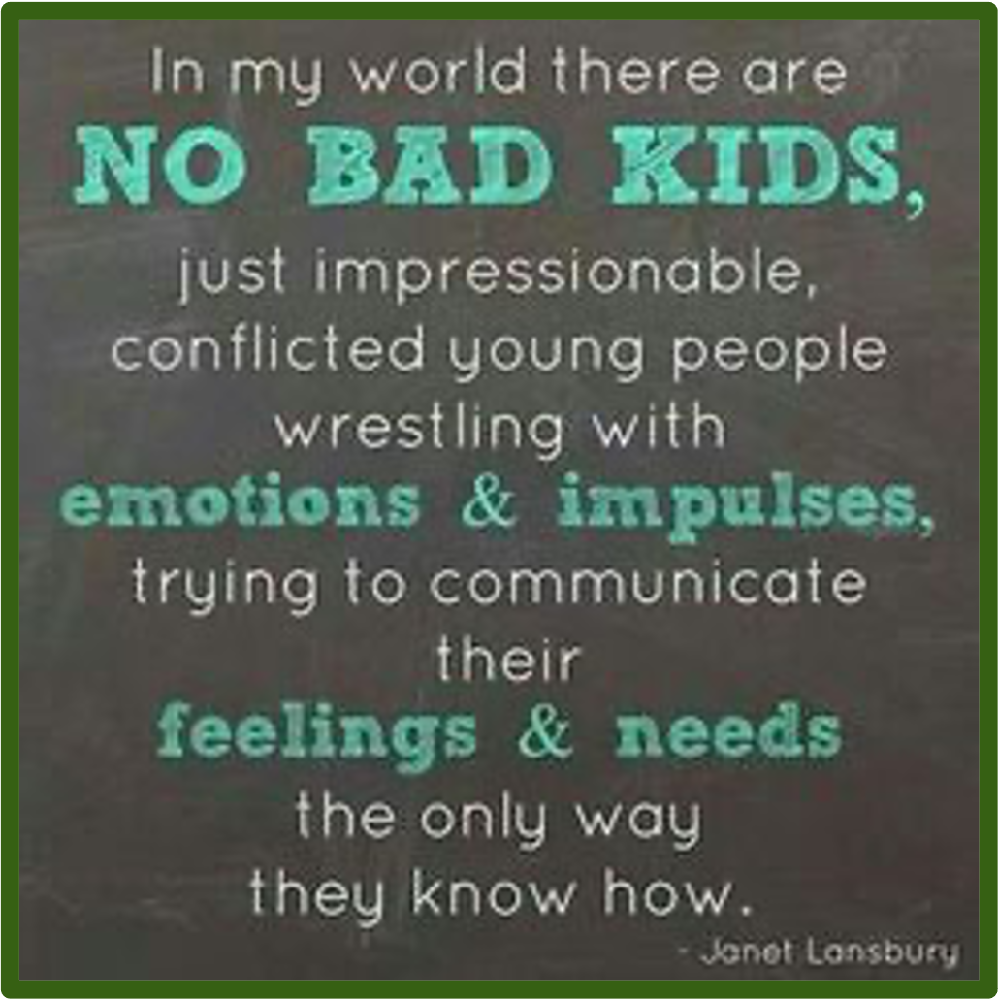 In my world there are
NO BAD KIDS,
just impressionable,
conflicted young people
wrestling with
emotions & impulses,
trying to communicate
their
feelings & needs
the only way
they know how.
- Janet Lansbury